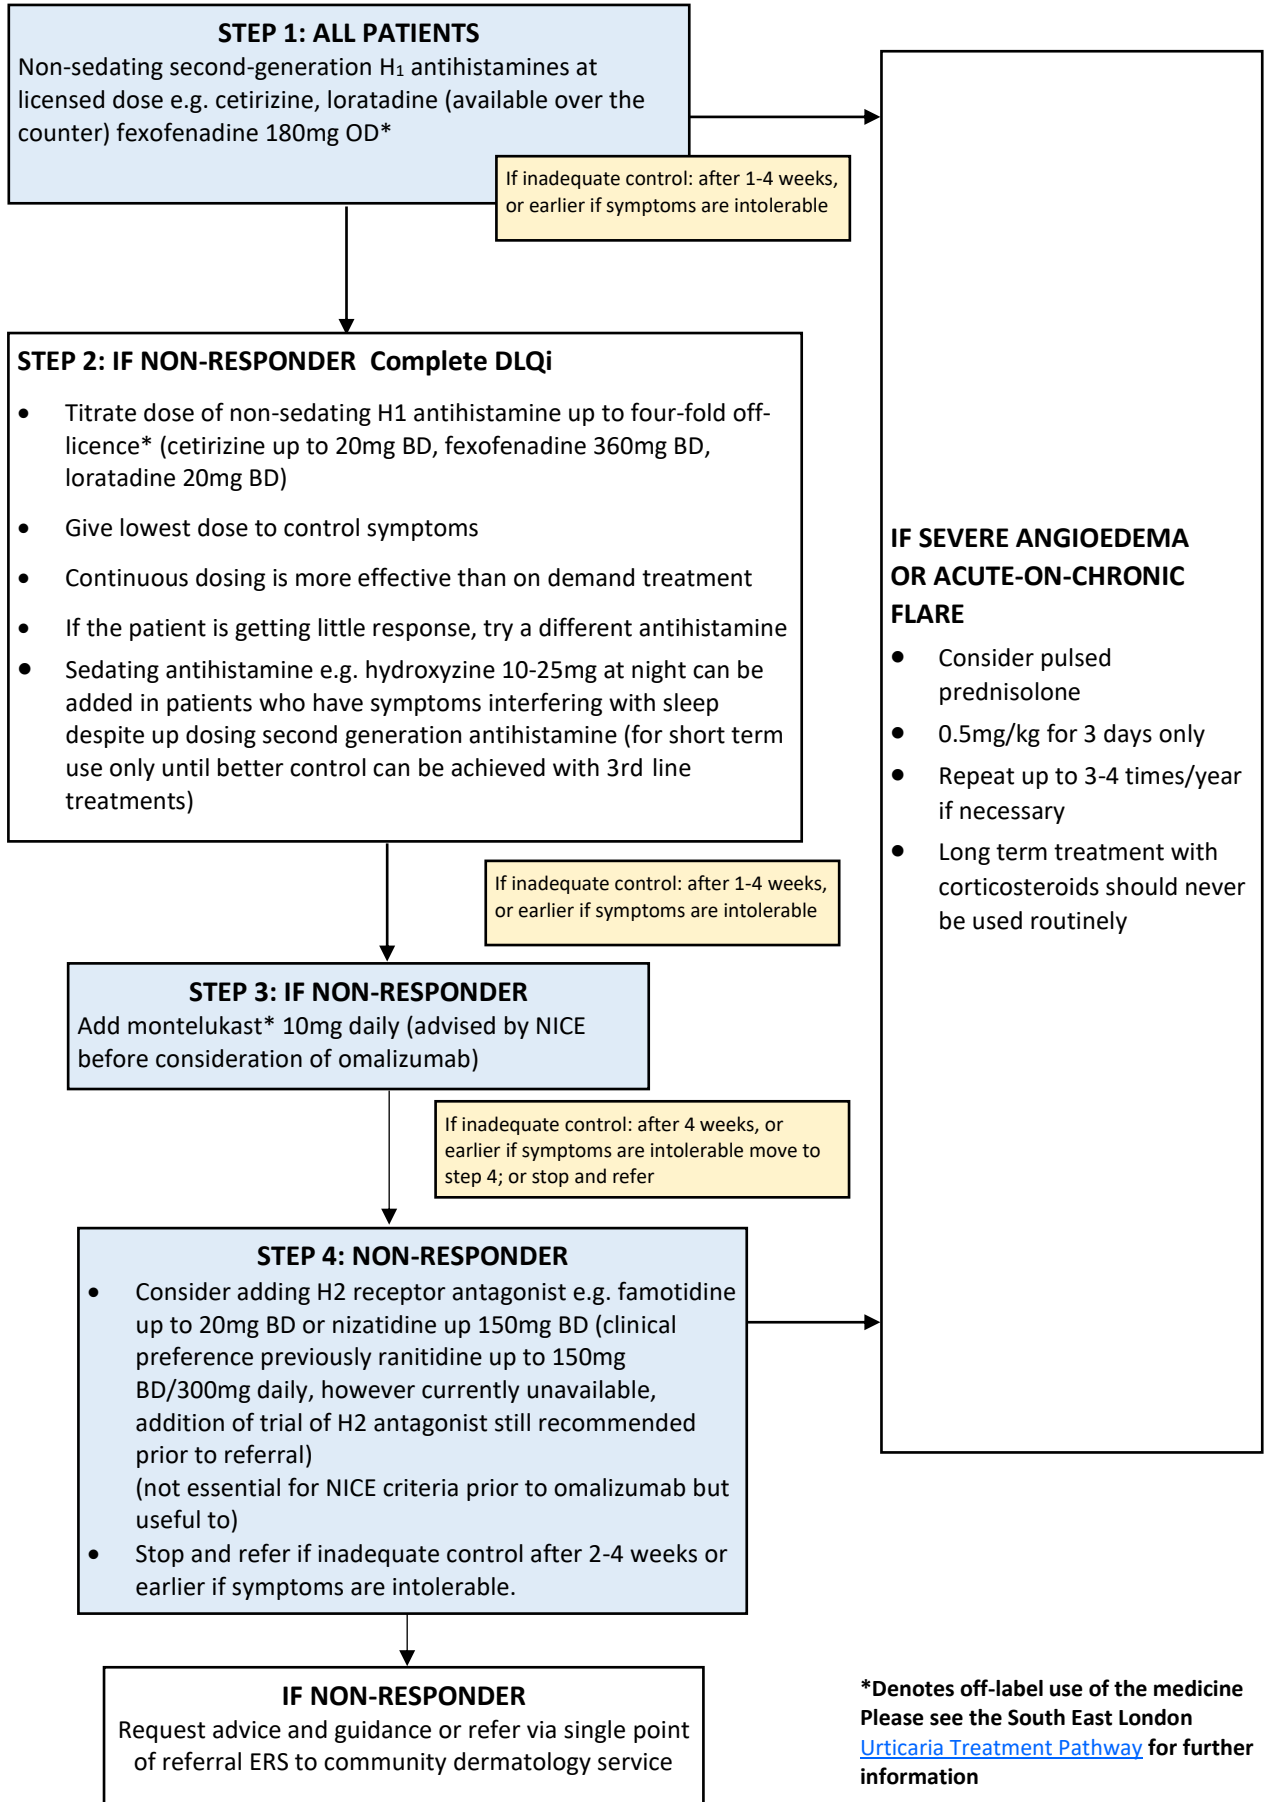 STEP 1: ALL PATIENTS
Non-sedating second-generation H₁ antihistamines at
licensed dose e.g. cetirizine, loratadine (available over the
counter) fexofenadine 180mg OD*
If inadequate control: after 1-4 weeks,
or earlier if symptoms are intolerable
STEP 2: IF NON-RESPONDER  Complete DLQi
• Titrate dose of non-sedating H1 antihistamine up to four-fold off-
licence* (cetirizine up to 20mg BD, fexofenadine 360mg BD,
loratadine 20mg BD)
• Give lowest dose to control symptoms
• Continuous dosing is more effective than on demand treatment
• If the patient is getting little response, try a different antihistamine
• Sedating antihistamine e.g. hydroxyzine 10-25mg at night can be
added in patients who have symptoms interfering with sleep
despite up dosing second generation antihistamine (for short term
use only until better control can be achieved with 3rd line
treatments)
If inadequate control: after 1-4 weeks,
or earlier if symptoms are intolerable
STEP 3: IF NON-RESPONDER
Add montelukast* 10mg daily (advised by NICE
before consideration of omalizumab)
If inadequate control: after 4 weeks, or
earlier if symptoms are intolerable move to
step 4; or stop and refer
STEP 4: NON-RESPONDER
• Consider adding H2 receptor antagonist e.g. famotidine
up to 20mg BD or nizatidine up 150mg BD (clinical
preference previously ranitidine up to 150mg
BD/300mg daily, however currently unavailable,
addition of trial of H2 antagonist still recommended
prior to referral)
(not essential for NICE criteria prior to omalizumab but
useful to)
• Stop and refer if inadequate control after 2-4 weeks or
earlier if symptoms are intolerable.
IF NON-RESPONDER
Request advice and guidance or refer via single point
of referral ERS to community dermatology service
IF SEVERE ANGIOEDEMA
OR ACUTE-ON-CHRONIC
FLARE
• Consider pulsed
prednisolone
• 0.5mg/kg for 3 days only
• Repeat up to 3-4 times/year
if necessary
• Long term treatment with
corticosteroids should never
be used routinely
*Denotes off-label use of the medicine
Please see the South East London
Urticaria Treatment Pathway for further
information